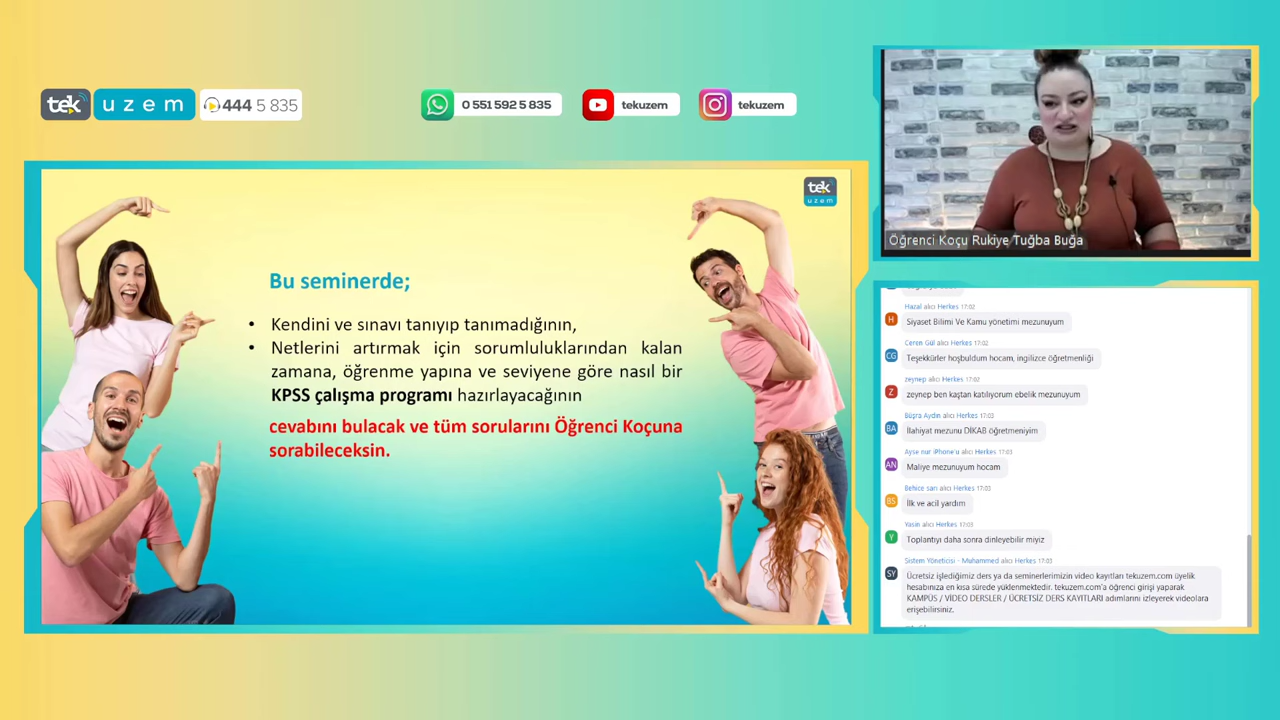 tek uzem 444 5 835
0 551 592 5 835
tekuzem
tekuzem
tek
uzem
Bu seminerde;
• Kendini ve sınavı tanıyıp tanımadığının,
• Netlerini artırmak için sorumluluklarından kalan
zamana, öğrenme yapına ve seviyene göre nasıl bir
KPSS çalışma programı hazırlayacağının
cevabını bulacak ve tüm sorularını Öğrenci Koçuna
sorabileceksin.
Öğrenci Koçu Rukiye Tuğba Buğa
Hazal alıcı Herkes 17:02
H
Siyaset Bilimi Ve Kamu yönetimi mezunuyum
Ceren Gül alıcı Herkes 17:02
CG
Teşekkürler hoşbuldum hocam, ingilizce öğretmenliği
zeynep alıcı Herkes 17:02
Z
zeynep ben kaştan katılıyorum ebelik mezunuyum
Büşra Aydın alıcı Herkes 17:03
BA
İlahiyat mezunu DİKAB öğretmeniyim
Ayse nur iPhone'u alıcı Herkes 17:03
AN
Maliye mezunuyum hocam
Behice sarı alıcı Herkes 17:03
BS
İlk ve acil yardım
Yasin alıcı Herkes 17:03
Y
Toplantıyı daha sonra dinleyebilir miyiz
Sistem Yöneticisi - Muhammed alıcı Herkes 17:03
SY
Ücretsiz işlediğimiz ders ya da seminerlerimizin video kayıtları tekuzem.com üyelik
hesabınıza en kısa sürede yüklenmektedir. tekuzem.com'a öğrenci girişi yaparak
KAMPÜS / VİDEO DERSLER / ÜCRETSİZ DERS KAYITLARI adımlarını izleyerek videolara
erişebilirsiniz.